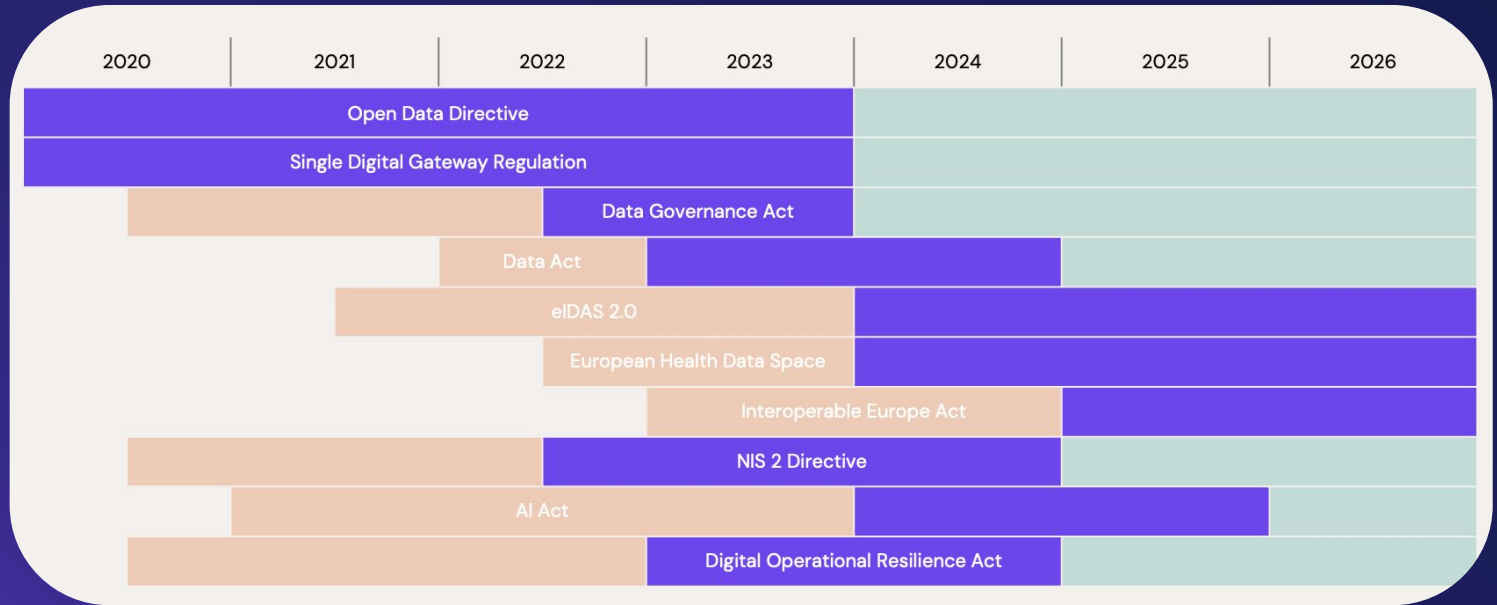 2020 2021 2022 2023 2024 2025 2026
Open Data Directive
Single Digital Gateway Regulation
Data Governance Act
Data Act
eIDAS 2.0
European Health Data Space
Interoperable Europe Act
NIS 2 Directive
AI Act
Digital Operational Resilience Act